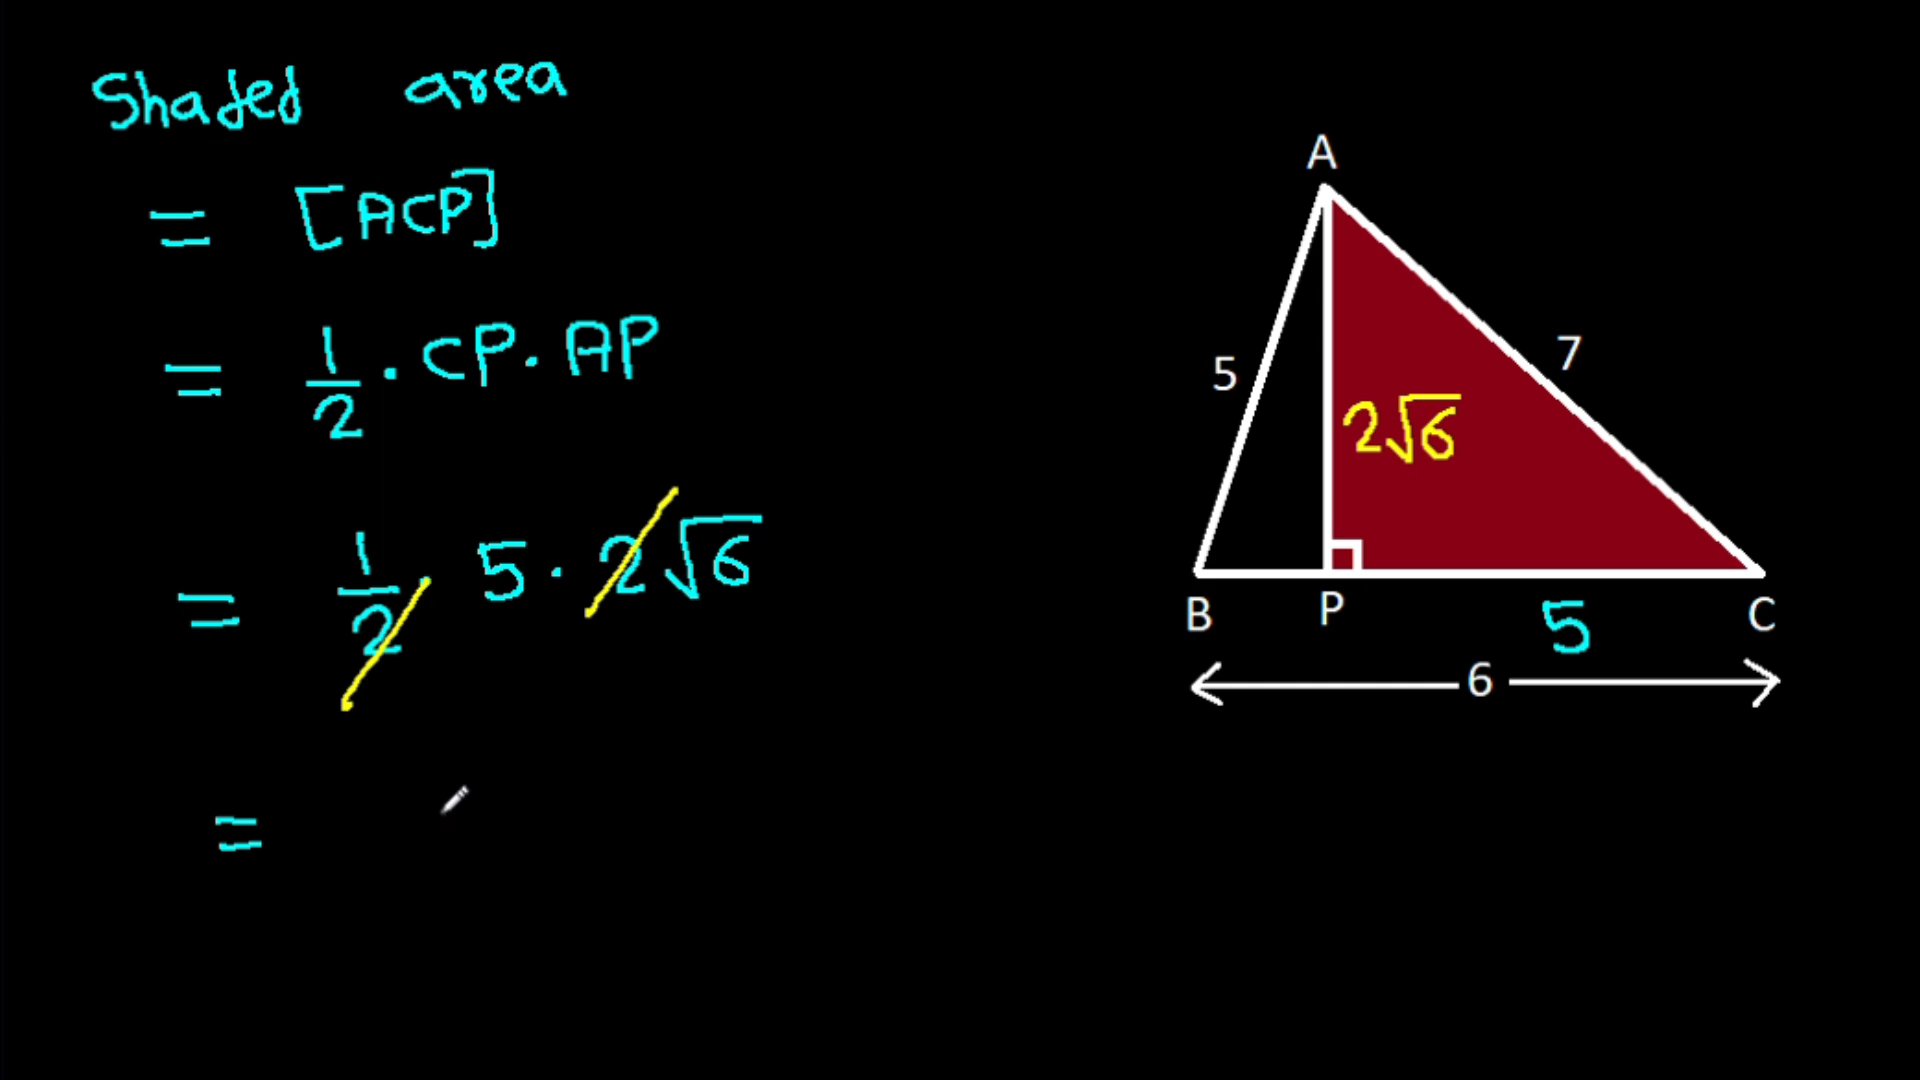 Shaded area
= [ACP]
= 1/2 · CP · AP
= 1/2 5 · 2√6
=
A
5
7
2√6
B
P
5
C
6